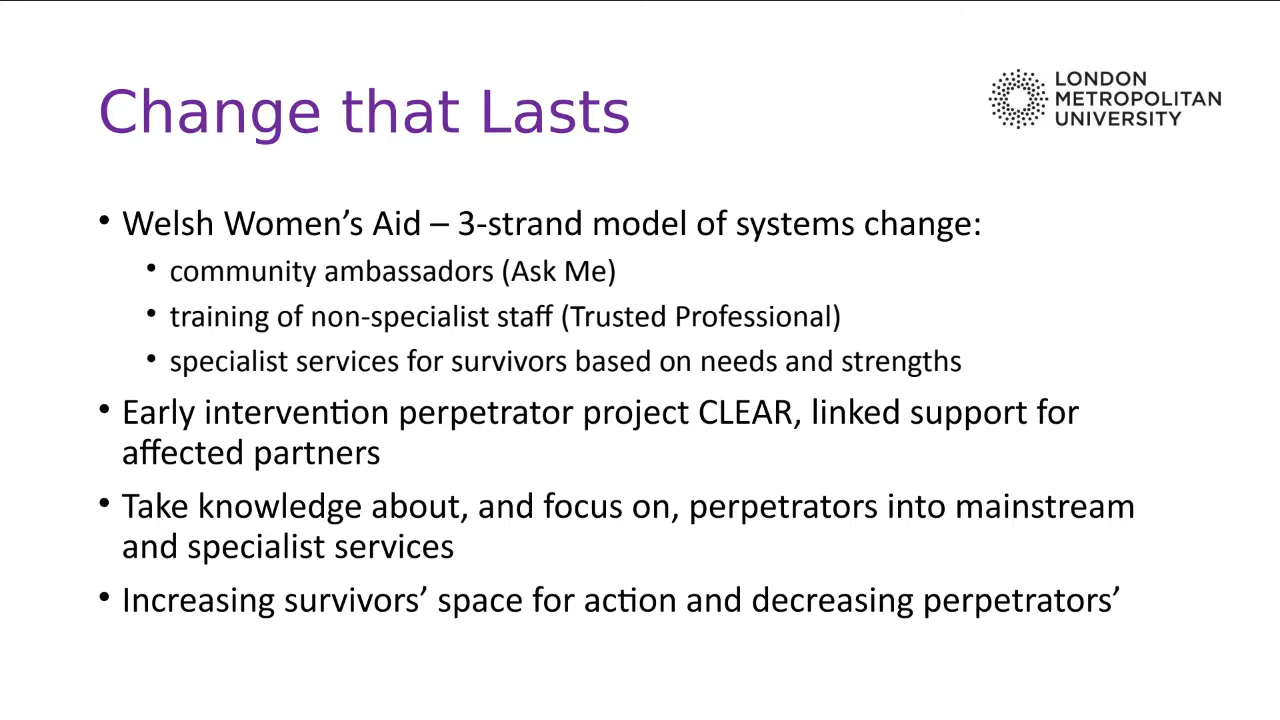 Change that Lasts
LONDON
METROPOLITAN
UNIVERSITY
• Welsh Women’s Aid – 3-strand model of systems change:
• community ambassadors (Ask Me)
• training of non-specialist staff (Trusted Professional)
• specialist services for survivors based on needs and strengths
• Early intervention perpetrator project CLEAR, linked support for
affected partners
• Take knowledge about, and focus on, perpetrators into mainstream
and specialist services
• Increasing survivors’ space for action and decreasing perpetrators’